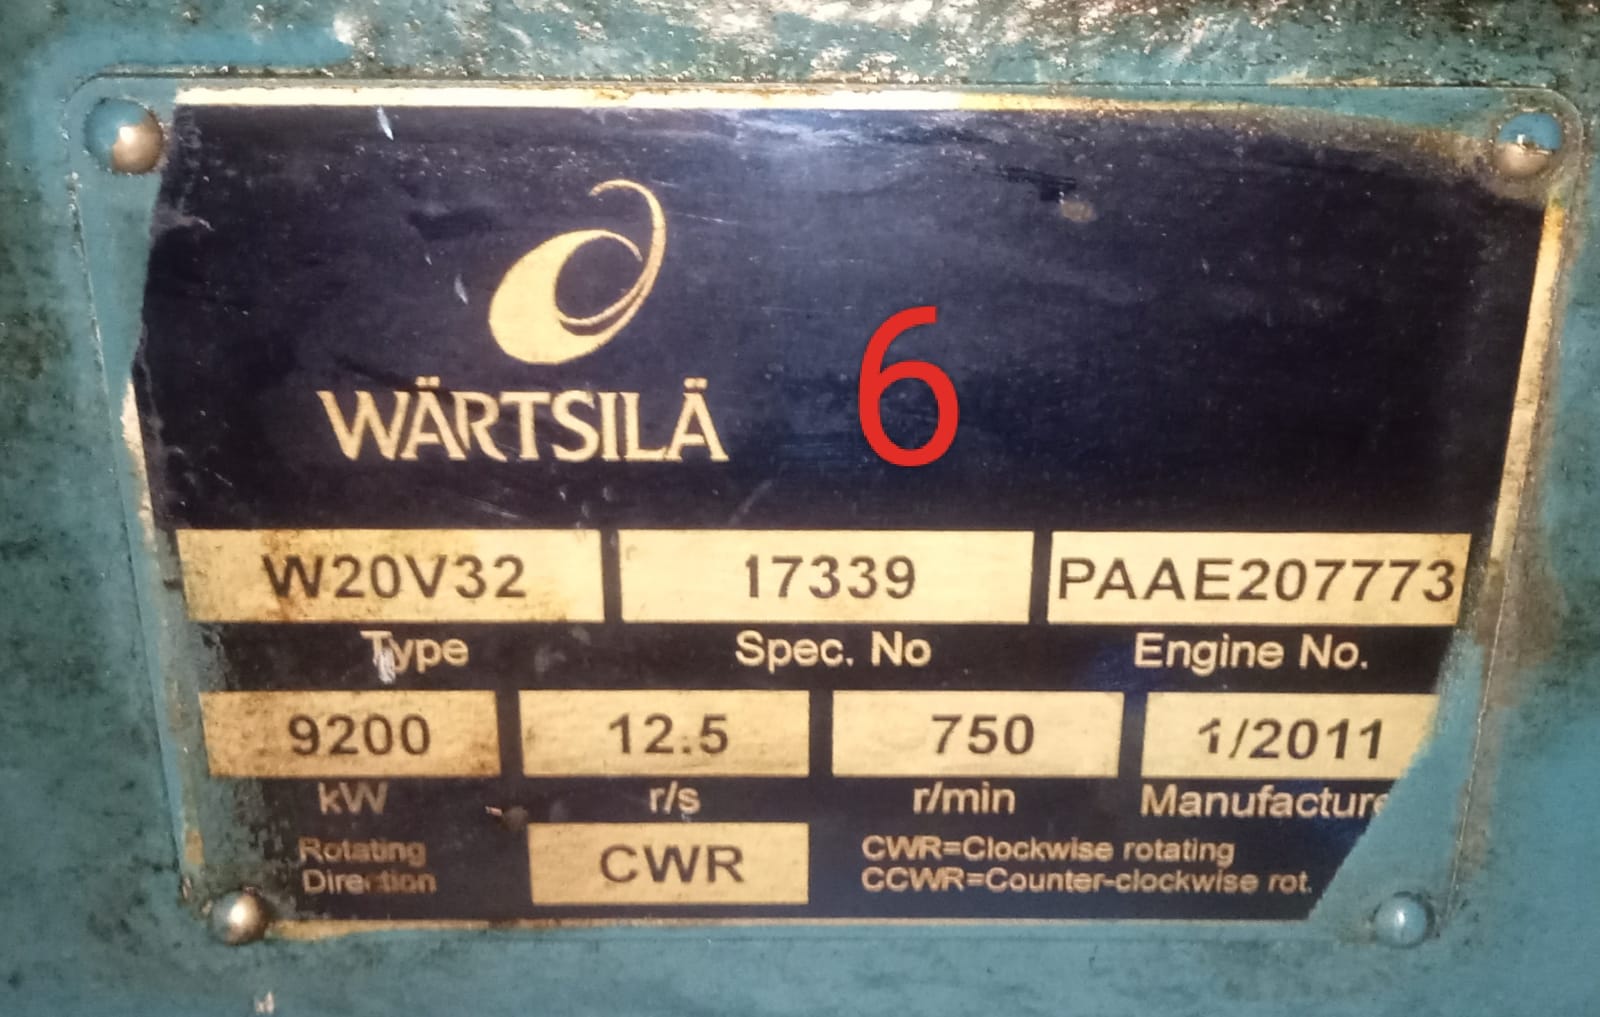 WÄRTSILÄ 6
W20V32 17339 PAAE207773
Type Spec. No Engine No.
9200 12.5 750 1/2011
kW r/s r/min Manufacture
Rotating
Direction
CWR
CWR=Clockwise rotating
CCWR=Counter-clockwise rot.